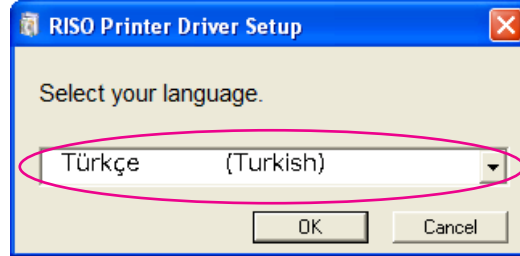 RISO Printer Driver Setup
Select your language.
Türkçe (Turkish)
OK Cancel